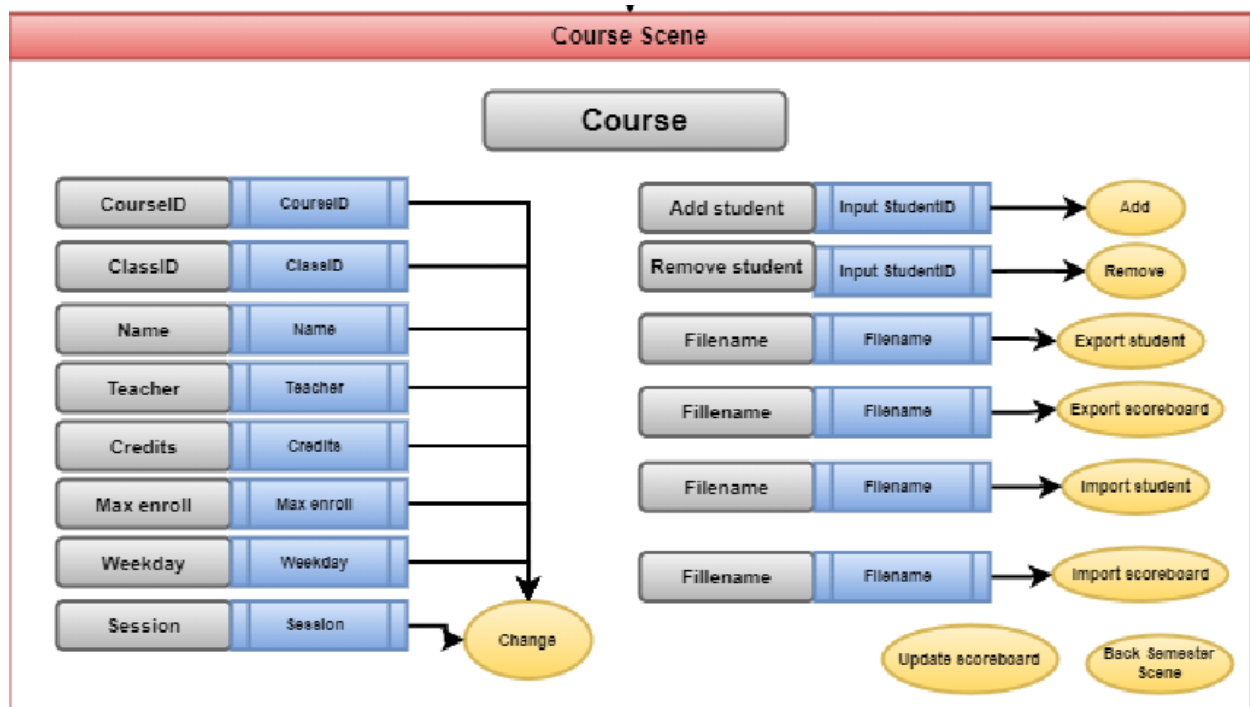 Course Scene
Course
CourseID CourseID
ClassID ClassID
Name Name
Teacher Teacher
Credits Credits
Max enroll Max enroll
Weekday Weekday
Session Session
Change
Add student Input StudentID Add
Remove student Input StudentID Remove
Filename Filename Export student
Fillename Filename Export scoreboard
Filename Filename Import student
Fillename Filename Import scoreboard
Update scoreboard
Back Semester
Scene